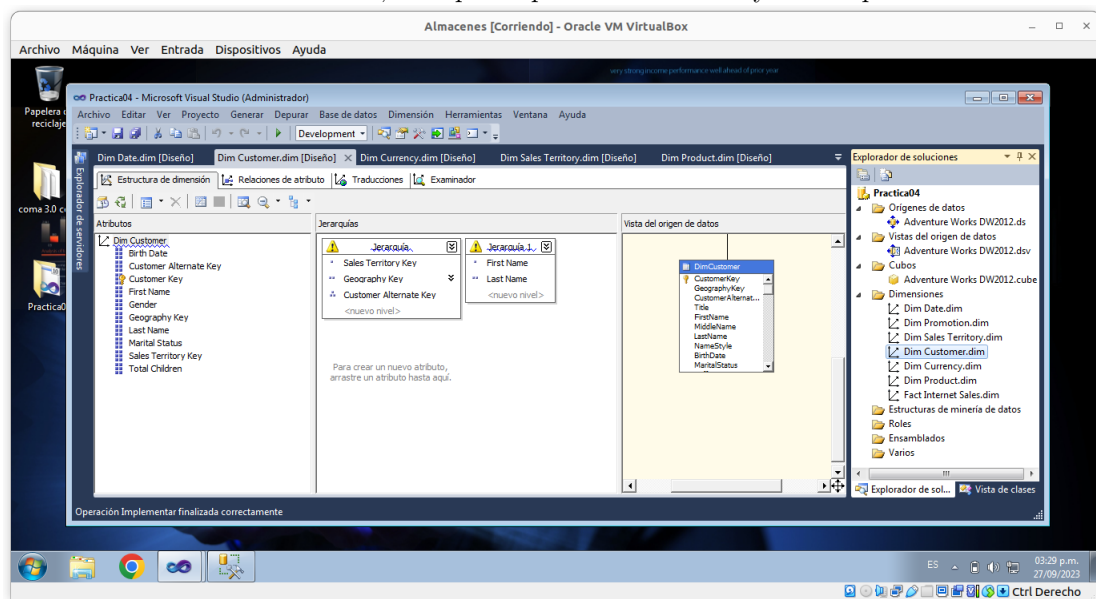 Almacenes [Corriendo] - Oracle VM VirtualBox
Archivo Máquina Ver Entrada Dispositivos Ayuda
very strong income performance well ahead of prior year
Papelera
reciclaje
coma 3.0
Practica0
Practica04 - Microsoft Visual Studio (Administrador)
Archivo Editar Ver Proyecto Generar Depurar Base de datos Dimensión Herramientas Ventana Ayuda
Development
Dim Date.dim [Diseño] Dim Customer.dim [Diseño] Dim Currency.dim [Diseño] Dim Sales Territory.dim [Diseño] Dim Product.dim [Diseño]
Explorador de servidores
Estructura de dimensión Relaciones de atributo Traducciones Examinador
Atributos
Dim Customer
Birth Date
Customer Alternate Key
Customer Key
First Name
Gender
Geography Key
Last Name
Marital Status
Sales Territory Key
Total Children
Jerarquías
Jerarquía
Sales Territory Key
Geography Key
Customer Alternate Key
<nuevo nivel>
Jerarquía 1
First Name
Last Name
<nuevo nivel>
Para crear un nuevo atributo,
arrastre un atributo hasta aquí.
Vista del origen de datos
DimCustomer
CustomerKey
GeographyKey
CustomerAlternat...
Title
FirstName
MiddleName
LastName
NameStyle
BirthDate
MaritalStatus
Explorador de soluciones
Practica04
Orígenes de datos
Adventure Works DW2012.ds
Vistas del origen de datos
Adventure Works DW2012.dsv
Cubos
Adventure Works DW2012.cube
Dimensiones
Dim Date.dim
Dim Promotion.dim
Dim Sales Territory.dim
Dim Customer.dim
Dim Currency.dim
Dim Product.dim
Fact Internet Sales.dim
Estructuras de minería de datos
Roles
Ensamblados
Varios
Explorador de sol... Vista de clases
Operación Implementar finalizada correctamente
ES
03:29 p.m.
27/09/2023
Ctrl Derecho